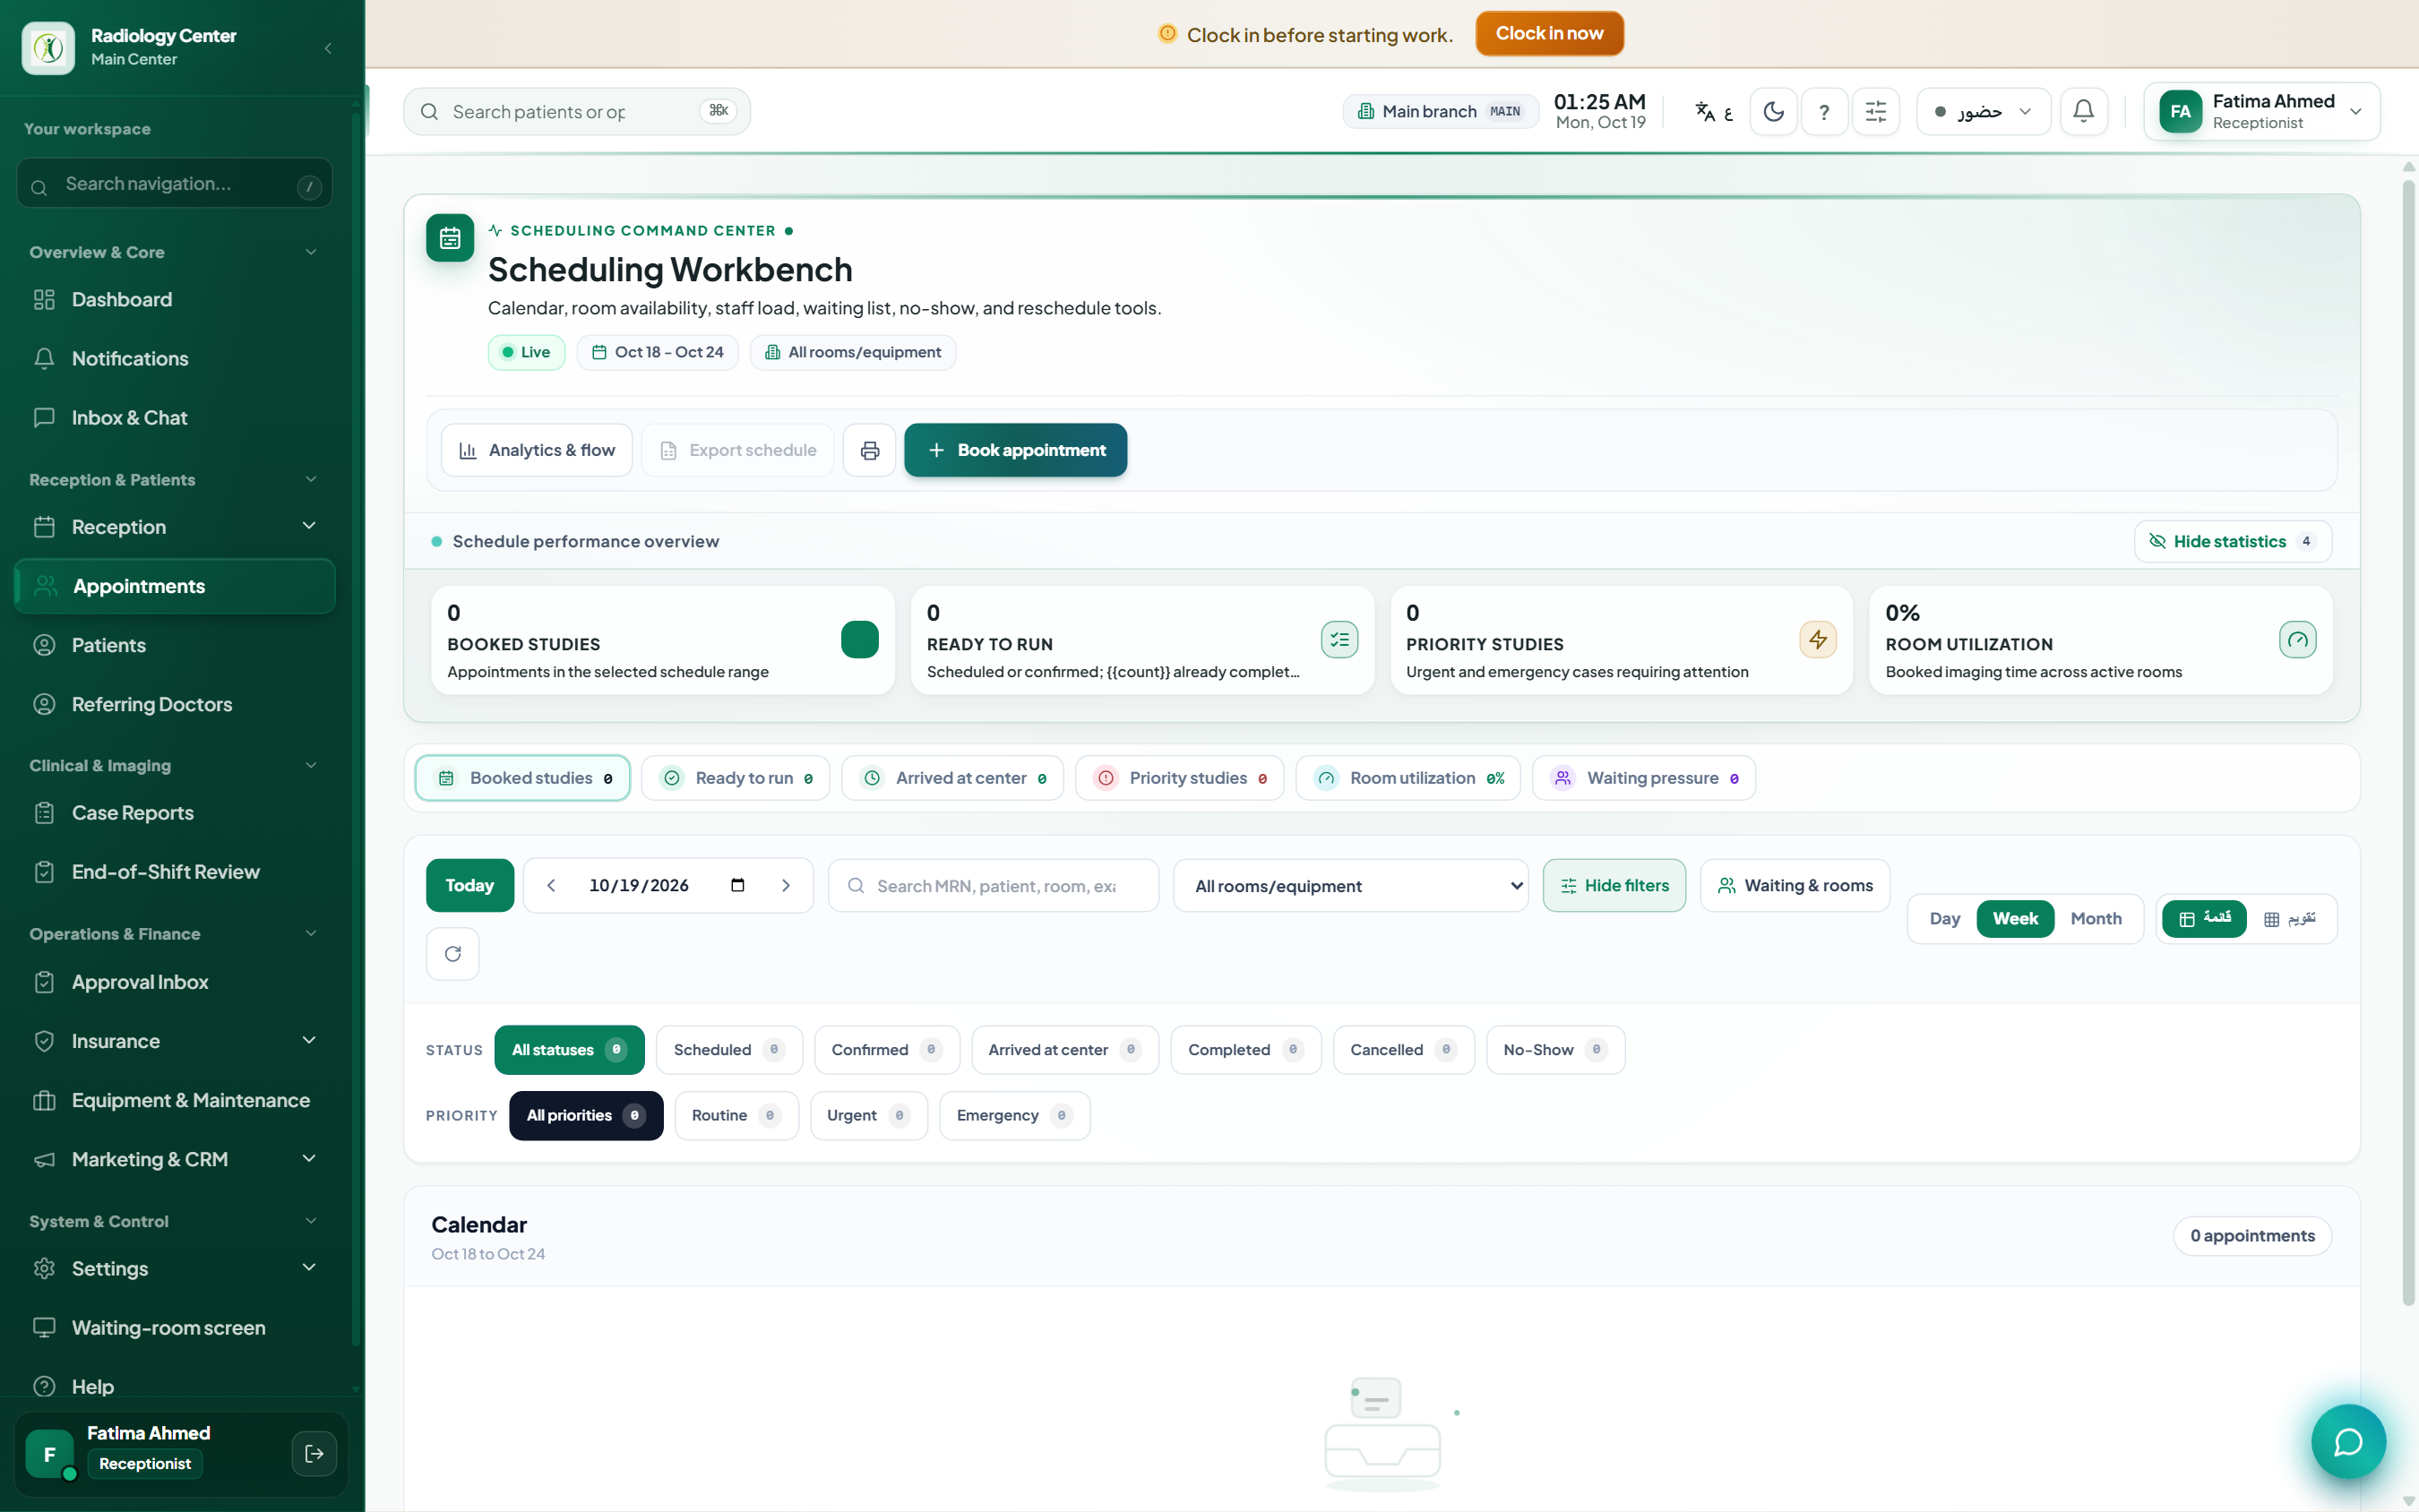 Radiology Center
Main Center
Your workspace
Search navigation...
/
Overview & Core
Dashboard
Notifications
Inbox & Chat
Reception & Patients
Reception
Appointments
Patients
Referring Doctors
Clinical & Imaging
Case Reports
End-of-Shift Review
Operations & Finance
Approval Inbox
Insurance
Equipment & Maintenance
Marketing & CRM
System & Control
Settings
Waiting-room screen
Help
F
Fatima Ahmed
Receptionist
Clock in before starting work.
Clock in now
Search patients or op
⌘K
Main branch MAIN
01:25 AM
Mon, Oct 19
ع
?
حضور
FA
Fatima Ahmed
Receptionist
SCHEDULING COMMAND CENTER
Scheduling Workbench
Calendar, room availability, staff load, waiting list, no-show, and reschedule tools.
Live
Oct 18 - Oct 24
All rooms/equipment
Analytics & flow
Export schedule
Book appointment
Schedule performance overview
Hide statistics 4
0
BOOKED STUDIES
Appointments in the selected schedule range
0
READY TO RUN
Scheduled or confirmed; {{count}} already complet...
0
PRIORITY STUDIES
Urgent and emergency cases requiring attention
0%
ROOM UTILIZATION
Booked imaging time across active rooms
Booked studies 0
Ready to run 0
Arrived at center 0
Priority studies 0
Room utilization 0%
Waiting pressure 0
Today
10/19/2026
Search MRN, patient, room, exa
All rooms/equipment
Hide filters
Waiting & rooms
Day
Week
Month
قائمة
تقويم
STATUS
All statuses 0
Scheduled 0
Confirmed 0
Arrived at center 0
Completed 0
Cancelled 0
No-Show 0
PRIORITY
All priorities 0
Routine 0
Urgent 0
Emergency 0
Calendar
Oct 18 to Oct 24
0 appointments